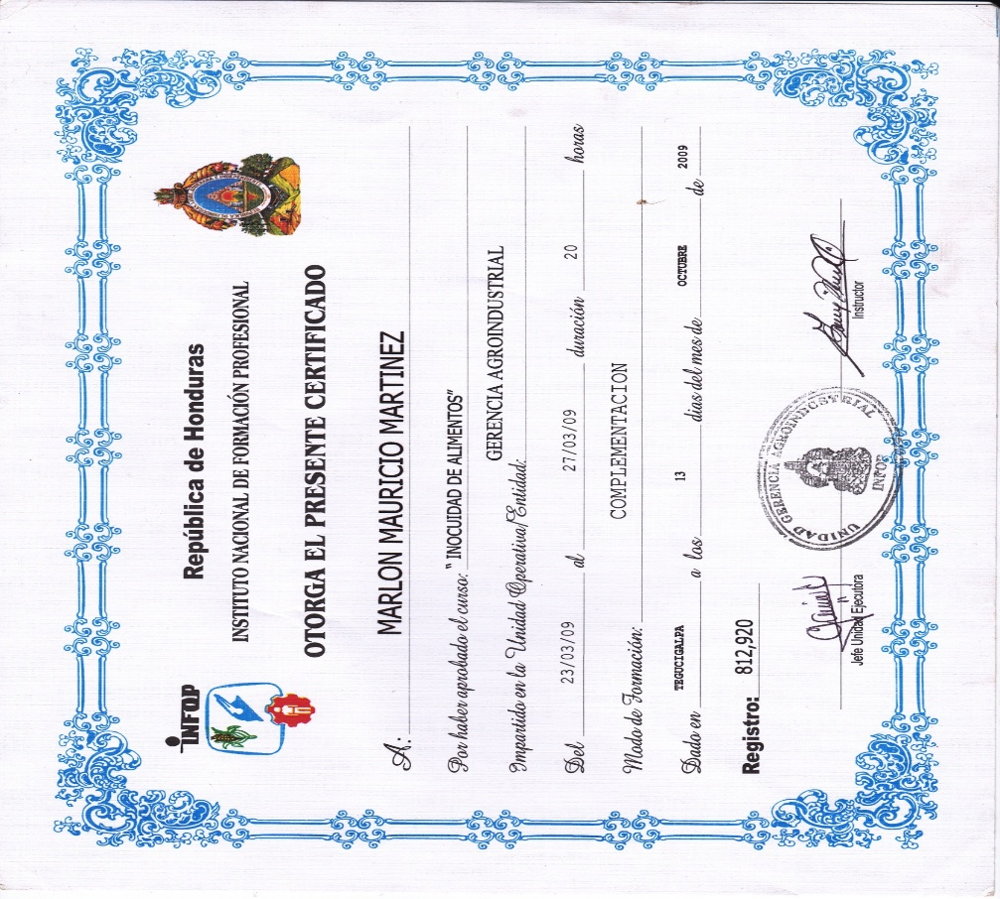 INFOP
República de Honduras
INSTITUTO NACIONAL DE FORMACIÓN PROFESIONAL
OTORGA EL PRESENTE CERTIFICADO
A: MARLON MAURICIO MARTINEZ
Por haber aprobado el curso: " INOCUIDAD DE ALIMENTOS"
Impartido en la Unidad Operativa/Entidad: GERENCIA AGROINDUSTRIAL
Del 23/03/09 al 27/03/09 duración 20 horas
Modo de Formación: COMPLEMENTACION
Dado en TEGUCIGALPA a los 13 días del mes de OCTUBRE de 2009
Registro: 812,920
Jefe Unidad Ejecutora
UNIDAD GERENCIA AGROINDUSTRIAL
INFOP
Instructor